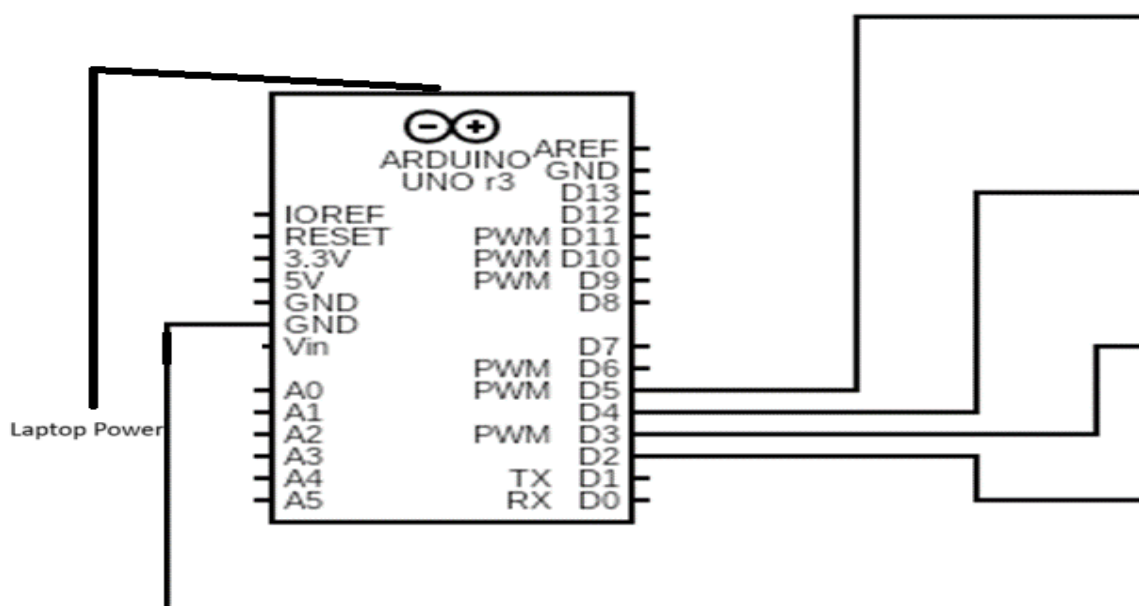 ARDUINO
UNO r3
AREF
GND
D13
IOREF D12
RESET PWM D11
3.3V PWM D10
5V PWM D9
GND D8
GND
Vin D7
PWM D6
A0 PWM D5
A1 D4
Laptop Power A2 PWM D3
A3 D2
A4 TX D1
A5 RX D0